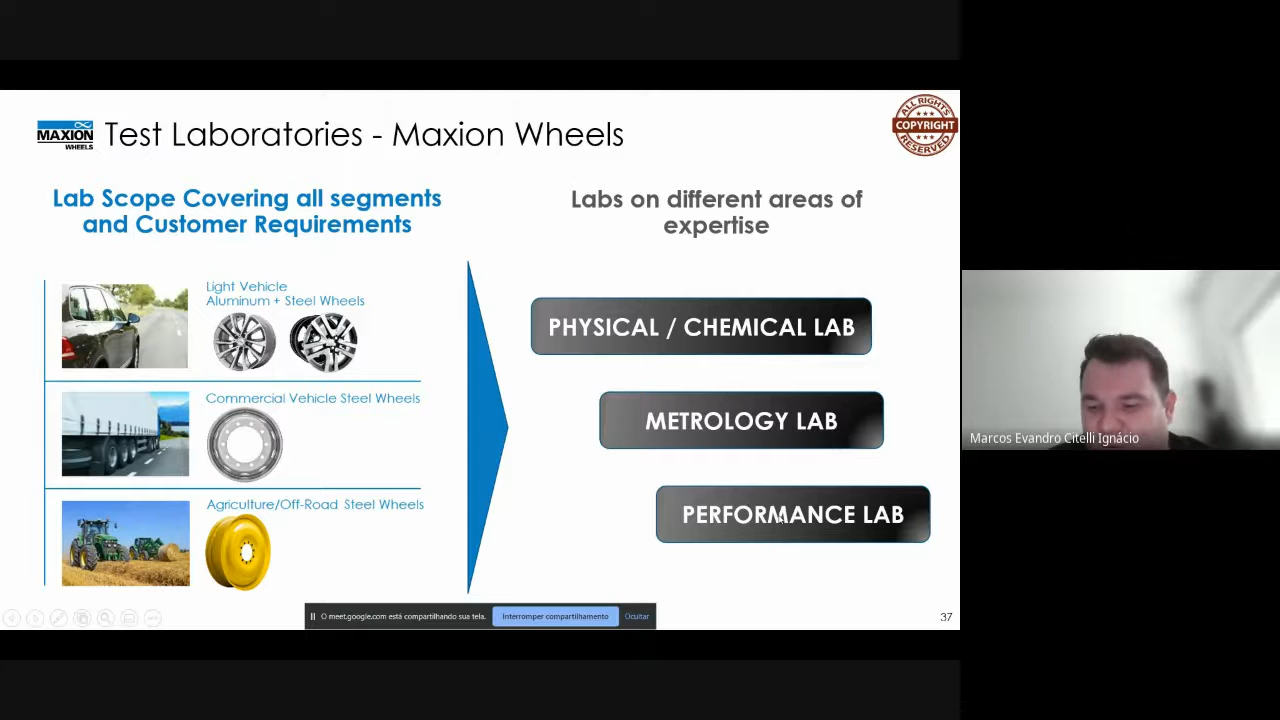 MAXION
WHEELS
Test Laboratories - Maxion Wheels
ALL RIGHTS
COPYRIGHT
RESERVED
Lab Scope Covering all segments
and Customer Requirements
Labs on different areas of
expertise
Light Vehicle
Aluminum + Steel Wheels
Commercial Vehicle Steel Wheels
Agriculture/Off-Road Steel Wheels
PHYSICAL / CHEMICAL LAB
METROLOGY LAB
PERFORMANCE LAB
Marcos Evandro Citelli Ignácio
O meet.google.com está compartilhando sua tela.
Interromper compartilhamento
Ocultar
37